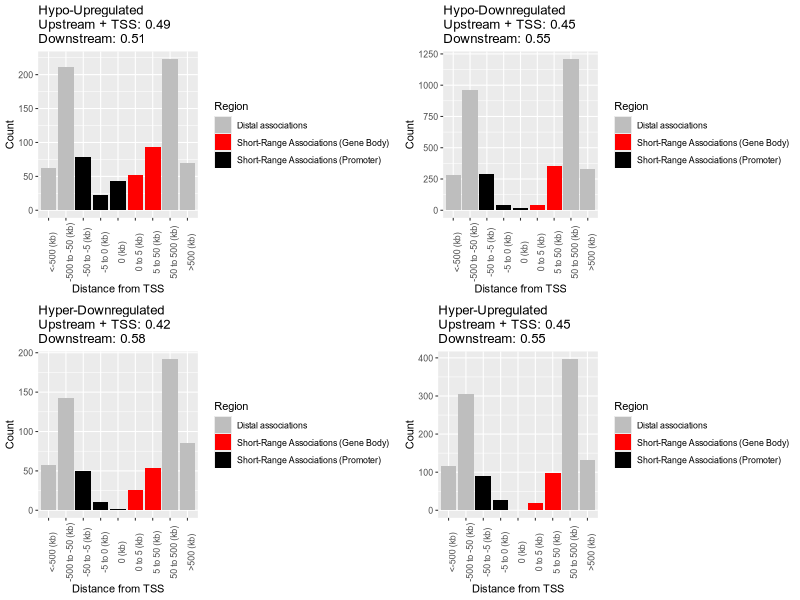 Hypo-Upregulated
Upstream + TSS: 0.49
Downstream: 0.51
Count
200
150
100
50
0
<-500 (kb)
-500 to -50 (kb)
-50 to -5 (kb)
-5 to 0 (kb)
0 (kb)
0 to 5 (kb)
5 to 50 (kb)
50 to 500 (kb)
>500 (kb)
Distance from TSS
Region
Distal associations
Short-Range Associations (Gene Body)
Short-Range Associations (Promoter)
Hypo-Downregulated
Upstream + TSS: 0.45
Downstream: 0.55
Count
1250
1000
750
500
250
0
<-500 (kb)
-500 to -50 (kb)
-50 to -5 (kb)
-5 to 0 (kb)
0 (kb)
0 to 5 (kb)
5 to 50 (kb)
50 to 500 (kb)
>500 (kb)
Distance from TSS
Region
Distal associations
Short-Range Associations (Gene Body)
Short-Range Associations (Promoter)
Hyper-Downregulated
Upstream + TSS: 0.42
Downstream: 0.58
Count
200
150
100
50
0
<-500 (kb)
-500 to -50 (kb)
-50 to -5 (kb)
-5 to 0 (kb)
0 (kb)
0 to 5 (kb)
5 to 50 (kb)
50 to 500 (kb)
>500 (kb)
Distance from TSS
Region
Distal associations
Short-Range Associations (Gene Body)
Short-Range Associations (Promoter)
Hyper-Upregulated
Upstream + TSS: 0.45
Downstream: 0.55
Count
400
300
200
100
0
<-500 (kb)
-500 to -50 (kb)
-50 to -5 (kb)
-5 to 0 (kb)
0 (kb)
0 to 5 (kb)
5 to 50 (kb)
50 to 500 (kb)
>500 (kb)
Distance from TSS
Region
Distal associations
Short-Range Associations (Gene Body)
Short-Range Associations (Promoter)